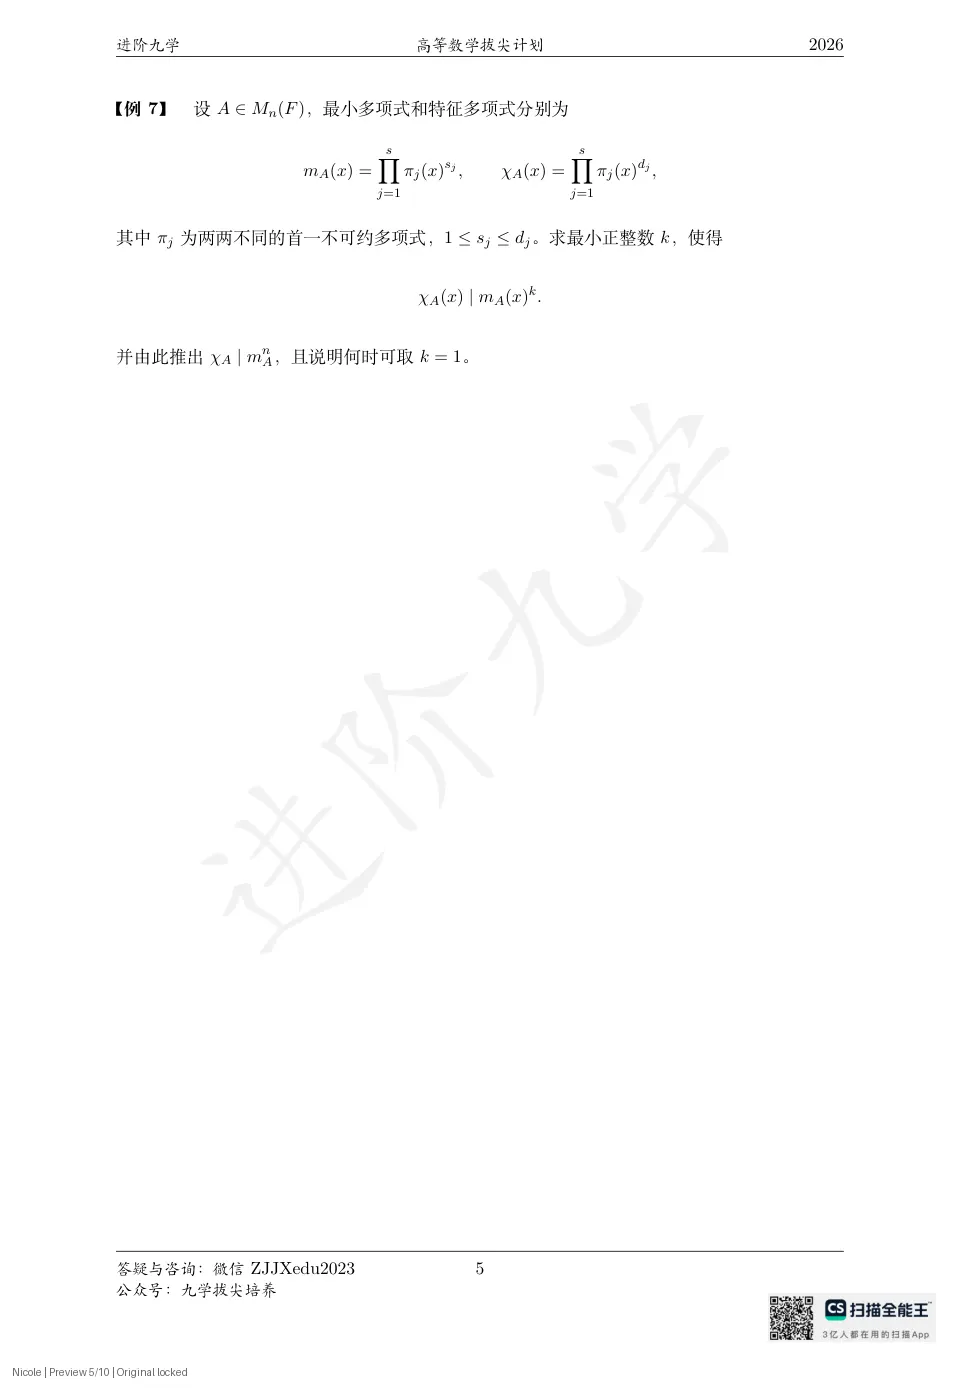 进阶九学 高等数学拔尖计划 2026
【例 7】 设 A ∈ Mₙ(F)，最小多项式和特征多项式分别为
m_A(x) = ∏_{j=1}^{s} π_j(x)^{s_j}, χ_A(x) = ∏_{j=1}^{s} π_j(x)^{d_j},
其中 π_j 为两两不同的首一不可约多项式，1 ≤ s_j ≤ d_j。求最小正整数 k，使得
χ_A(x) | m_A(x)^k.
并由此推出 χ_A | m_A^n，且说明何时可取 k = 1。
进阶九学
答疑与咨询：微信 ZJJXedu2023 5
公众号：九学拔尖培养
CS 扫描全能王™
3亿人都在用的扫描App
Nicole | Preview 5/10 | Original locked